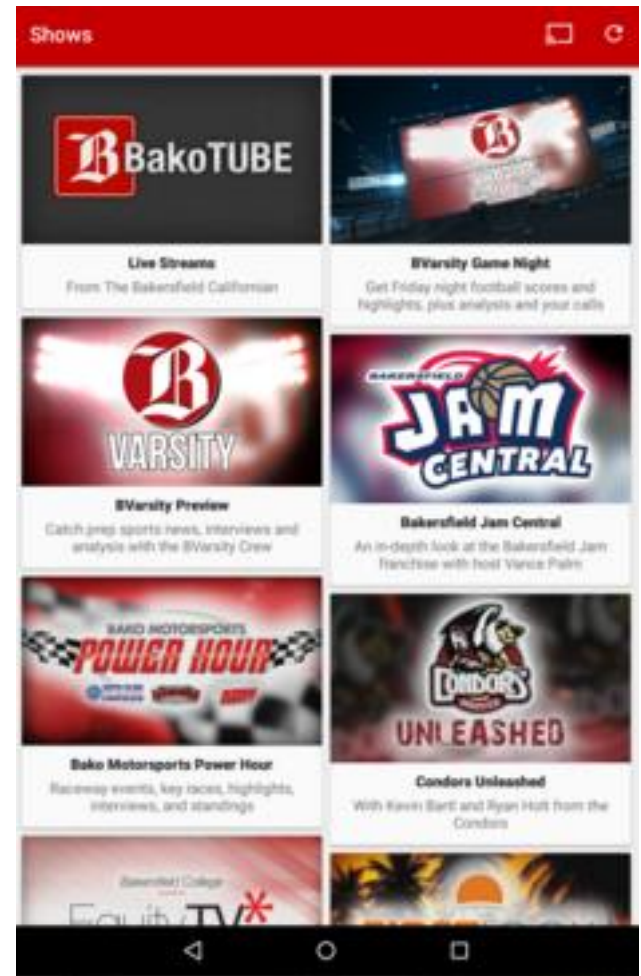 Shows
B BakoTUBE
Live Streams
From The Bakersfield Californian
B
BVarsity Game Night
Get Friday night football scores and
highlights, plus analysis and your calls
B
VARSITY
BVarsity Preview
Catch prep sports news, interviews and
analysis with the BVarsity Crew
BAKERSFIELD
JAM
CENTRAL
Bakersfield Jam Central
An in-depth look at the Bakersfield Jam
franchise with host Vance Palm
BAKO MOTORSPORTS
POWER HOUR
Bako Motorsports Power Hour
Raceway events, key races, highlights,
interviews, and standings
CONDORS
UNLEASHED
Condors Unleashed
With Kevin Bartl and Ryan Holt from the
Condors
Bakersfield College
EquityTV